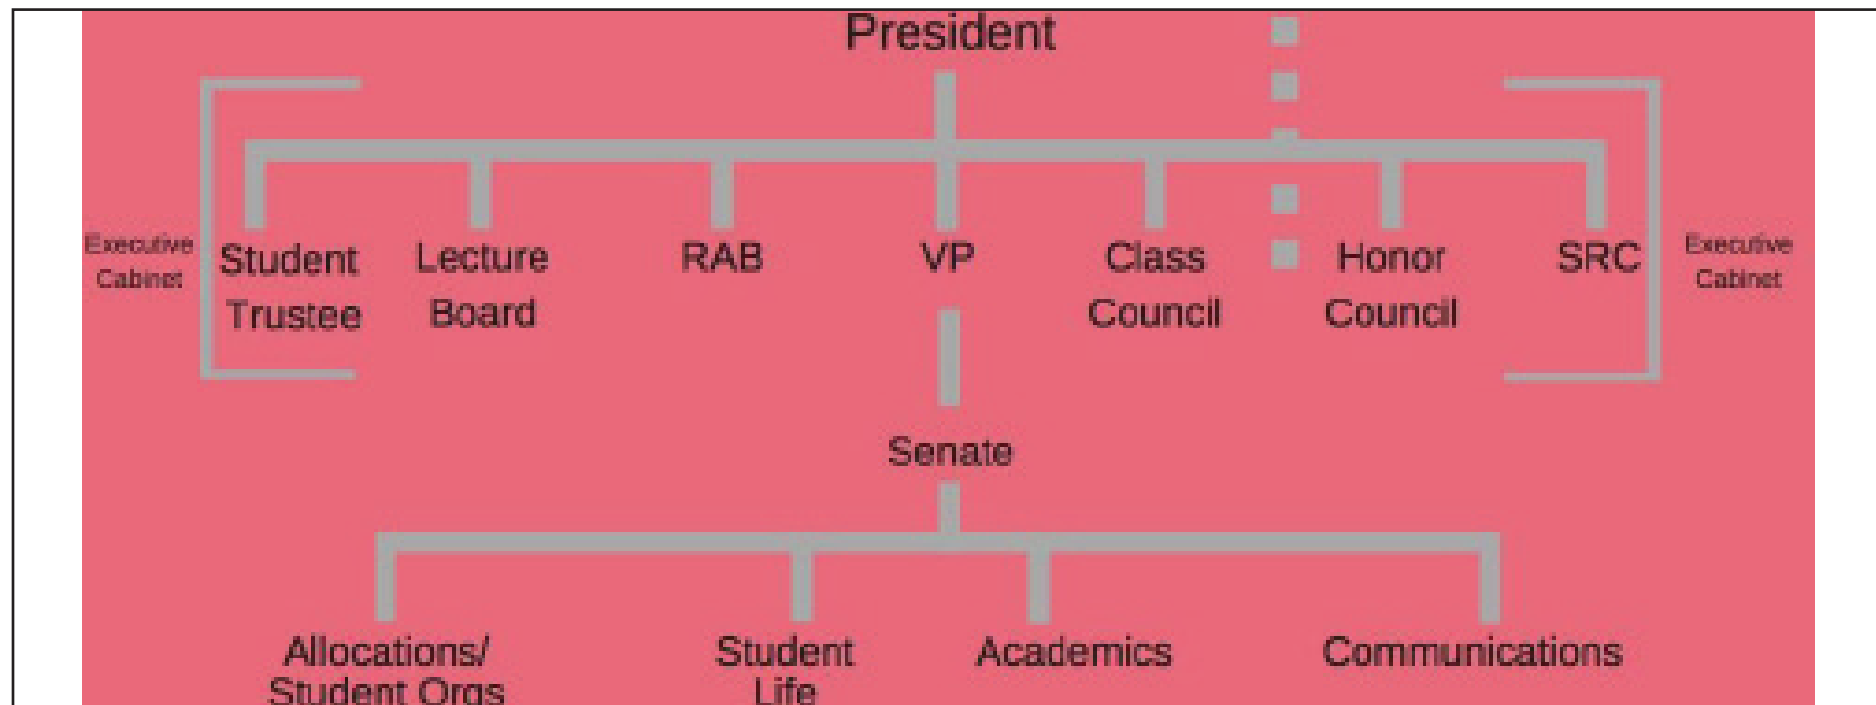 President
Executive
Cabinet
Student
Trustee
Lecture
Board
RAB
VP
Class
Council
Honor
Council
SRC
Executive
Cabinet
Senate
Allocations/
Student Orgs
Student
Life
Academics
Communications